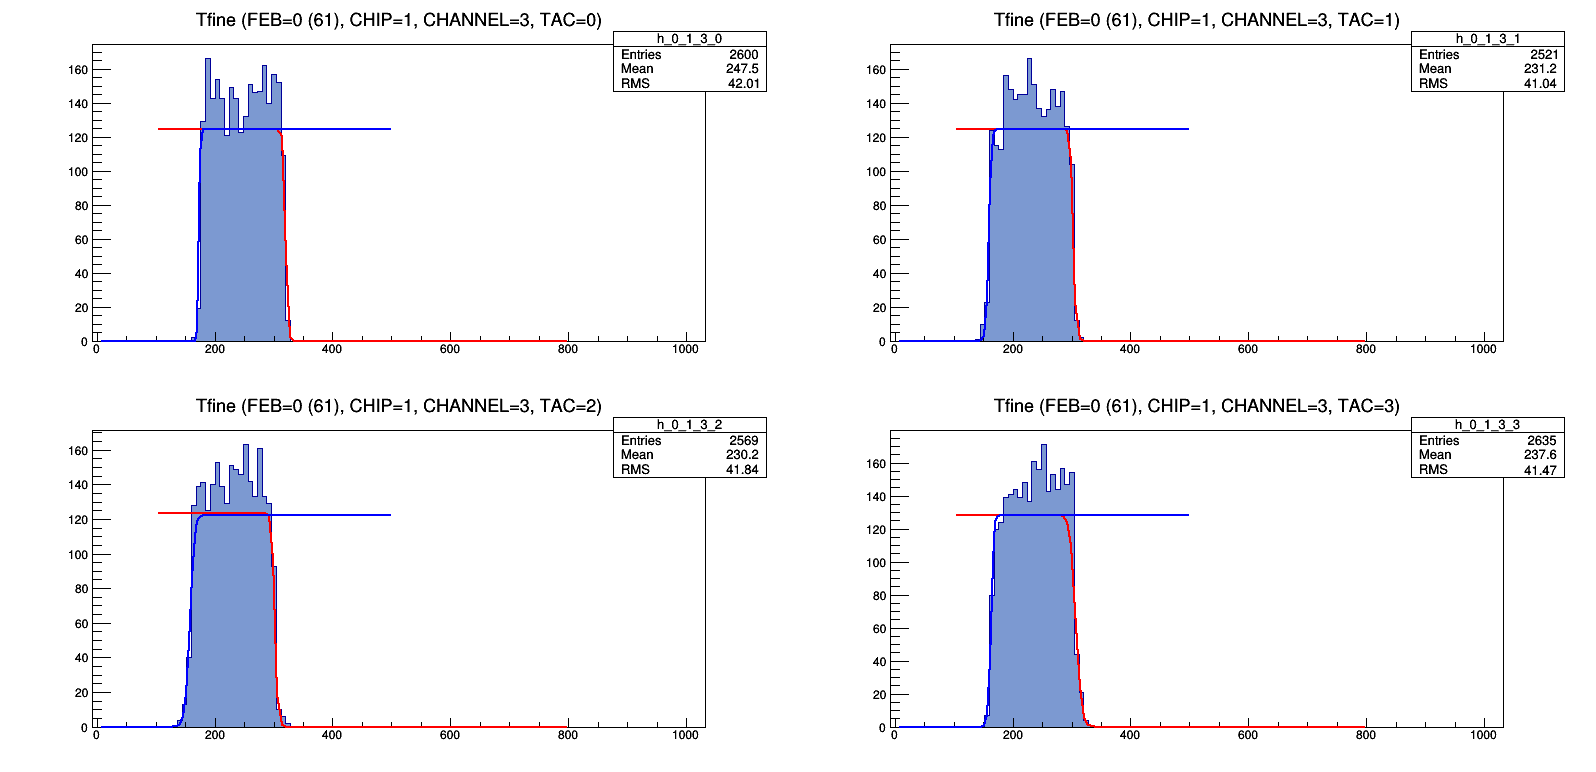 Tfine (FEB=0 (61), CHIP=1, CHANNEL=3, TAC=0)
h_0_1_3_0
Entries 2600
Mean 247.5
RMS 42.01
160
140
120
100
80
60
40
20
0
0 200 400 600 800 1000
Tfine (FEB=0 (61), CHIP=1, CHANNEL=3, TAC=1)
h_0_1_3_1
Entries 2521
Mean 231.2
RMS 41.04
160
140
120
100
80
60
40
20
0
0 200 400 600 800 1000
Tfine (FEB=0 (61), CHIP=1, CHANNEL=3, TAC=2)
h_0_1_3_2
Entries 2569
Mean 230.2
RMS 41.84
160
140
120
100
80
60
40
20
0
0 200 400 600 800 1000
Tfine (FEB=0 (61), CHIP=1, CHANNEL=3, TAC=3)
h_0_1_3_3
Entries 2635
Mean 237.6
RMS 41.47
160
140
120
100
80
60
40
20
0
0 200 400 600 800 1000